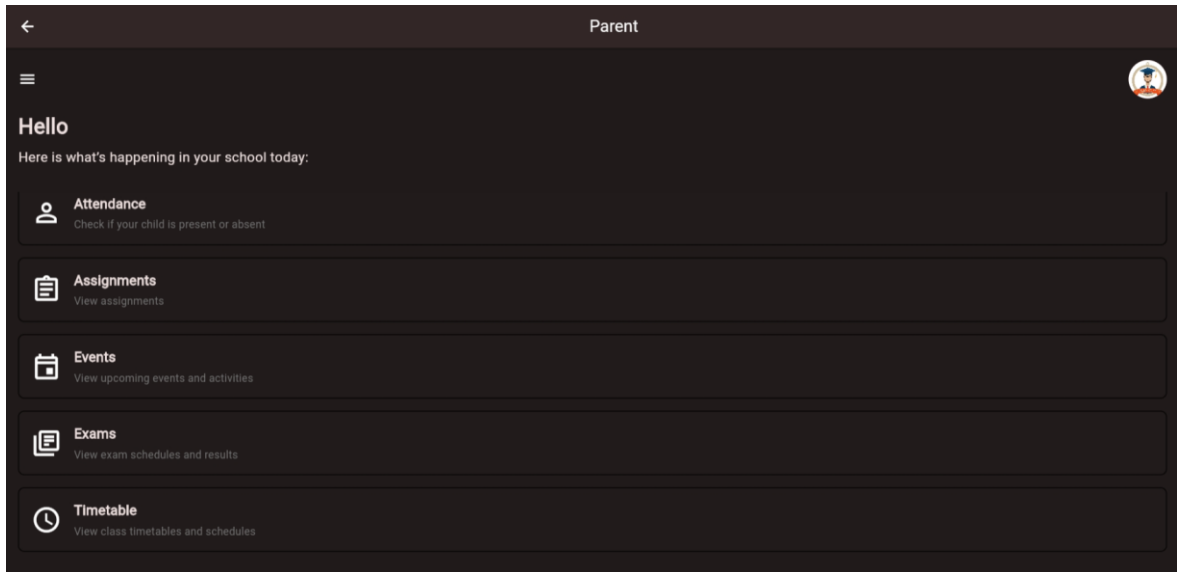 Parent
Hello
Here is what's happening in your school today:
Attendance
Check if your child is present or absent
Assignments
View assignments
Events
View upcoming events and activities
Exams
View exam schedules and results
Timetable
View class timetables and schedules